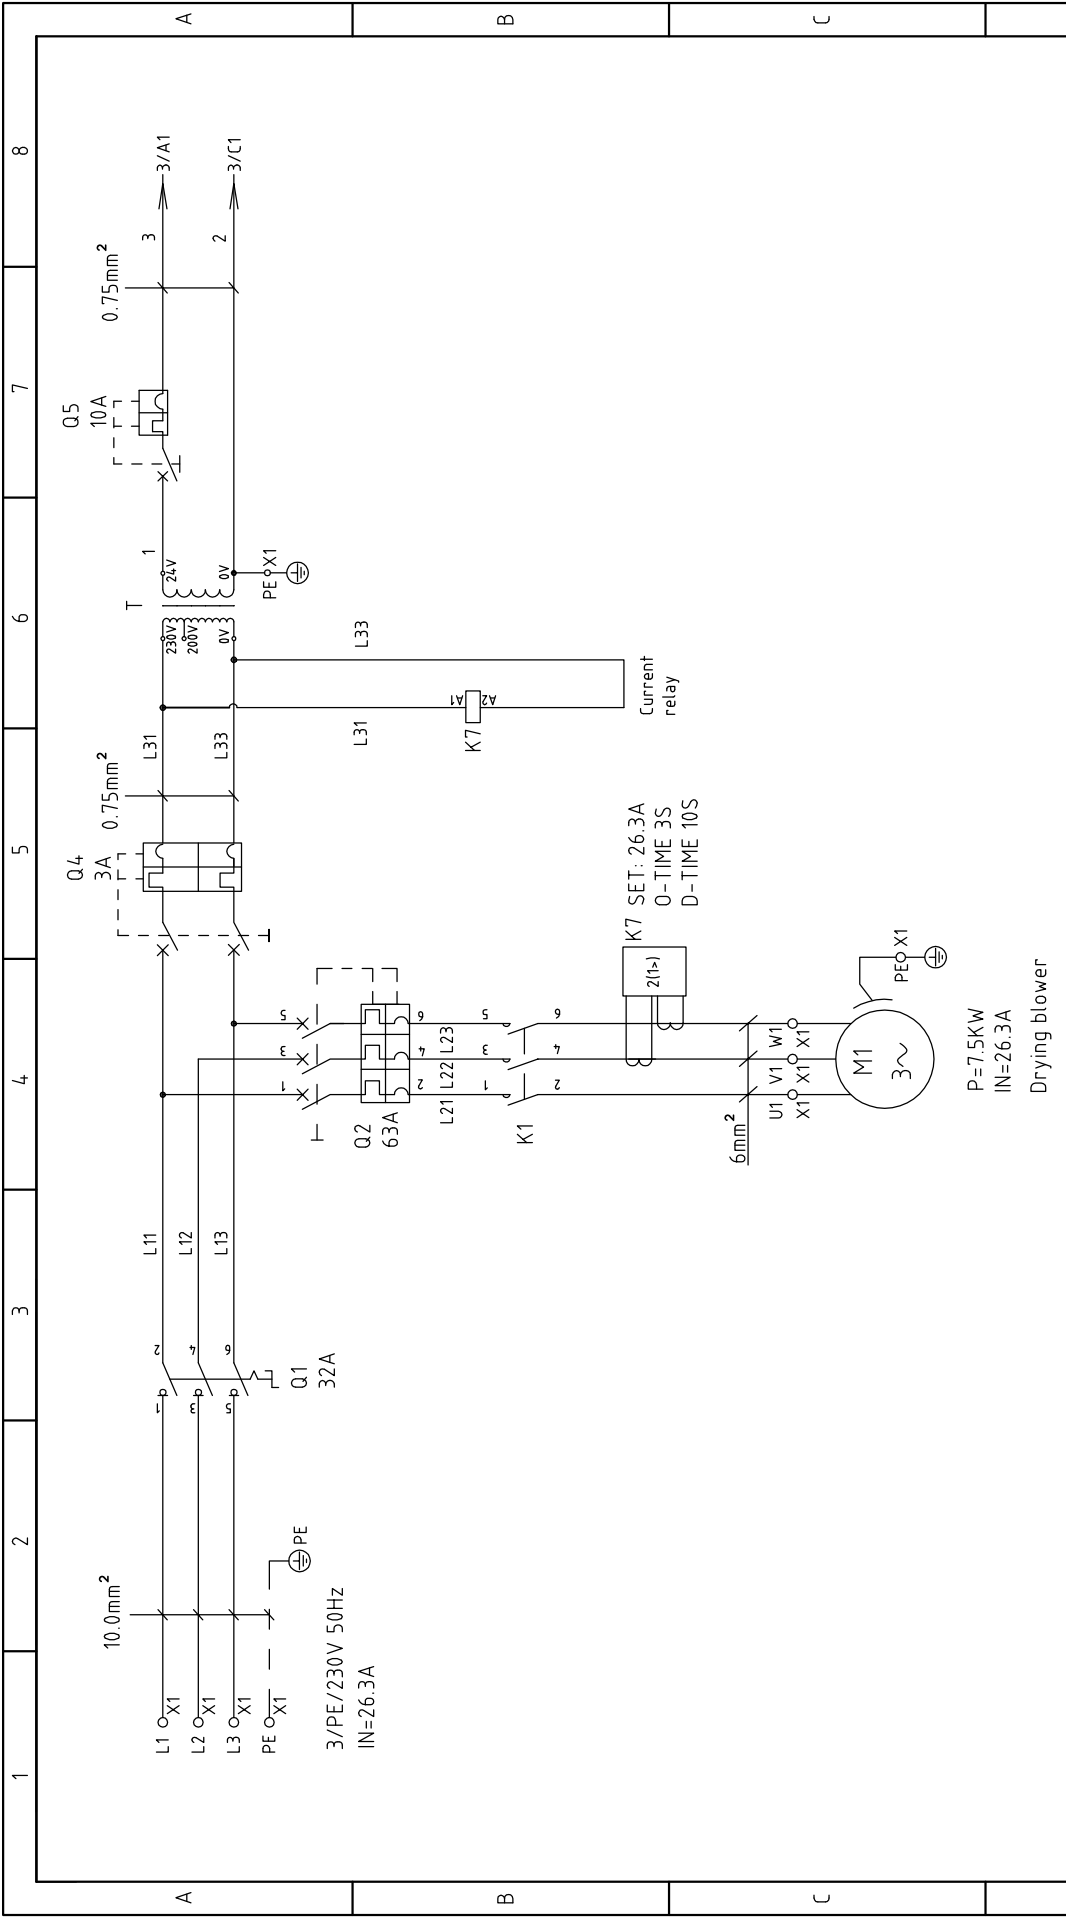 1
2
3
4
5
6
7
8
A
B
C
A
B
C
L1
X1
L2
X1
L3
X1
PE
X1
10.0mm²
PE
3/PE/230V 50Hz
IN=26.3A
1
2
3
4
5
6
Q1
32A
L11
L12
L13
Q4
3A
0.75mm²
L31
L33
T
230V
200V
0V
24V
0V
1
PE
X1
Q5
10A
0.75mm²
3
2
3/A1
3/C1
L31
L33
A1
A2
K7
Current
relay
1
3
5
Q2
63A
2
4
6
L21
L22
L23
1
3
5
K1
2
4
6
K7 SET: 26.3A
O-TIME 3S
D-TIME 10S
2(1>)
6mm²
U1
V1
W1
X1
X1
X1
M1
3~
PE
X1
P=7.5KW
IN=26.3A
Drying blower